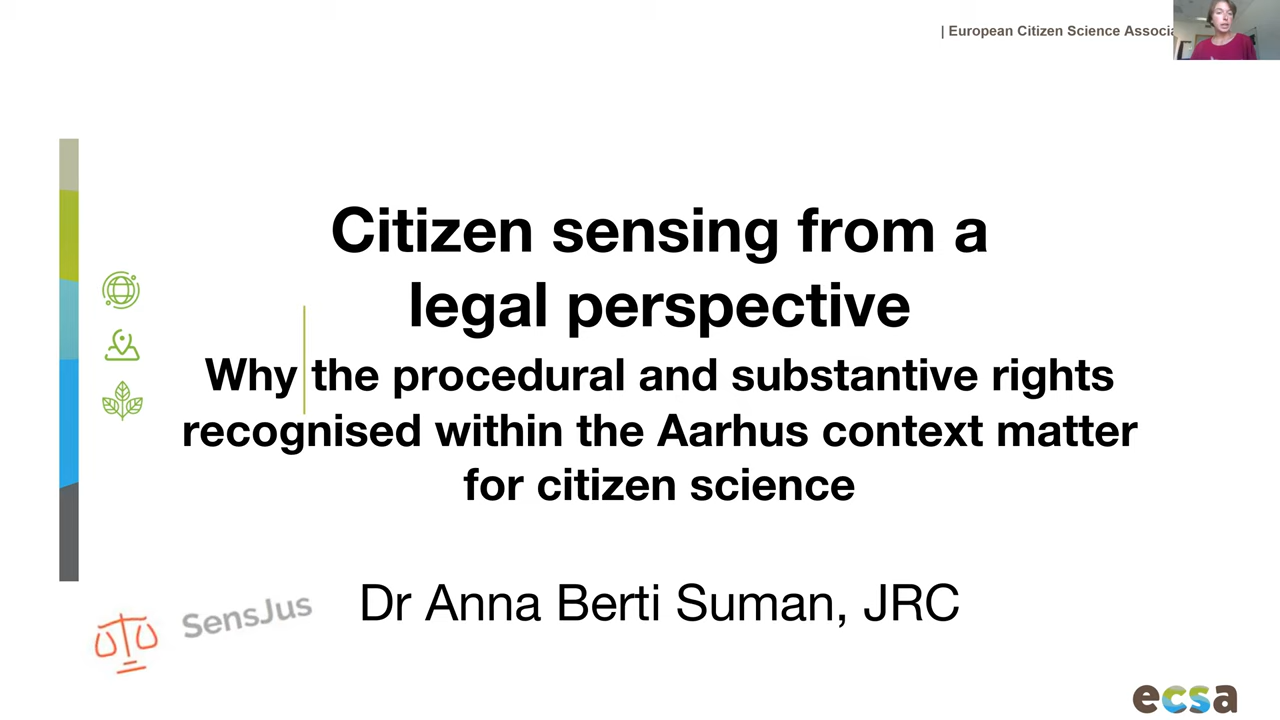 | European Citizen Science Associa
Citizen sensing from a
legal perspective
Why the procedural and substantive rights
recognised within the Aarhus context matter
for citizen science
Dr Anna Berti Suman, JRC
SensJus
ecsa